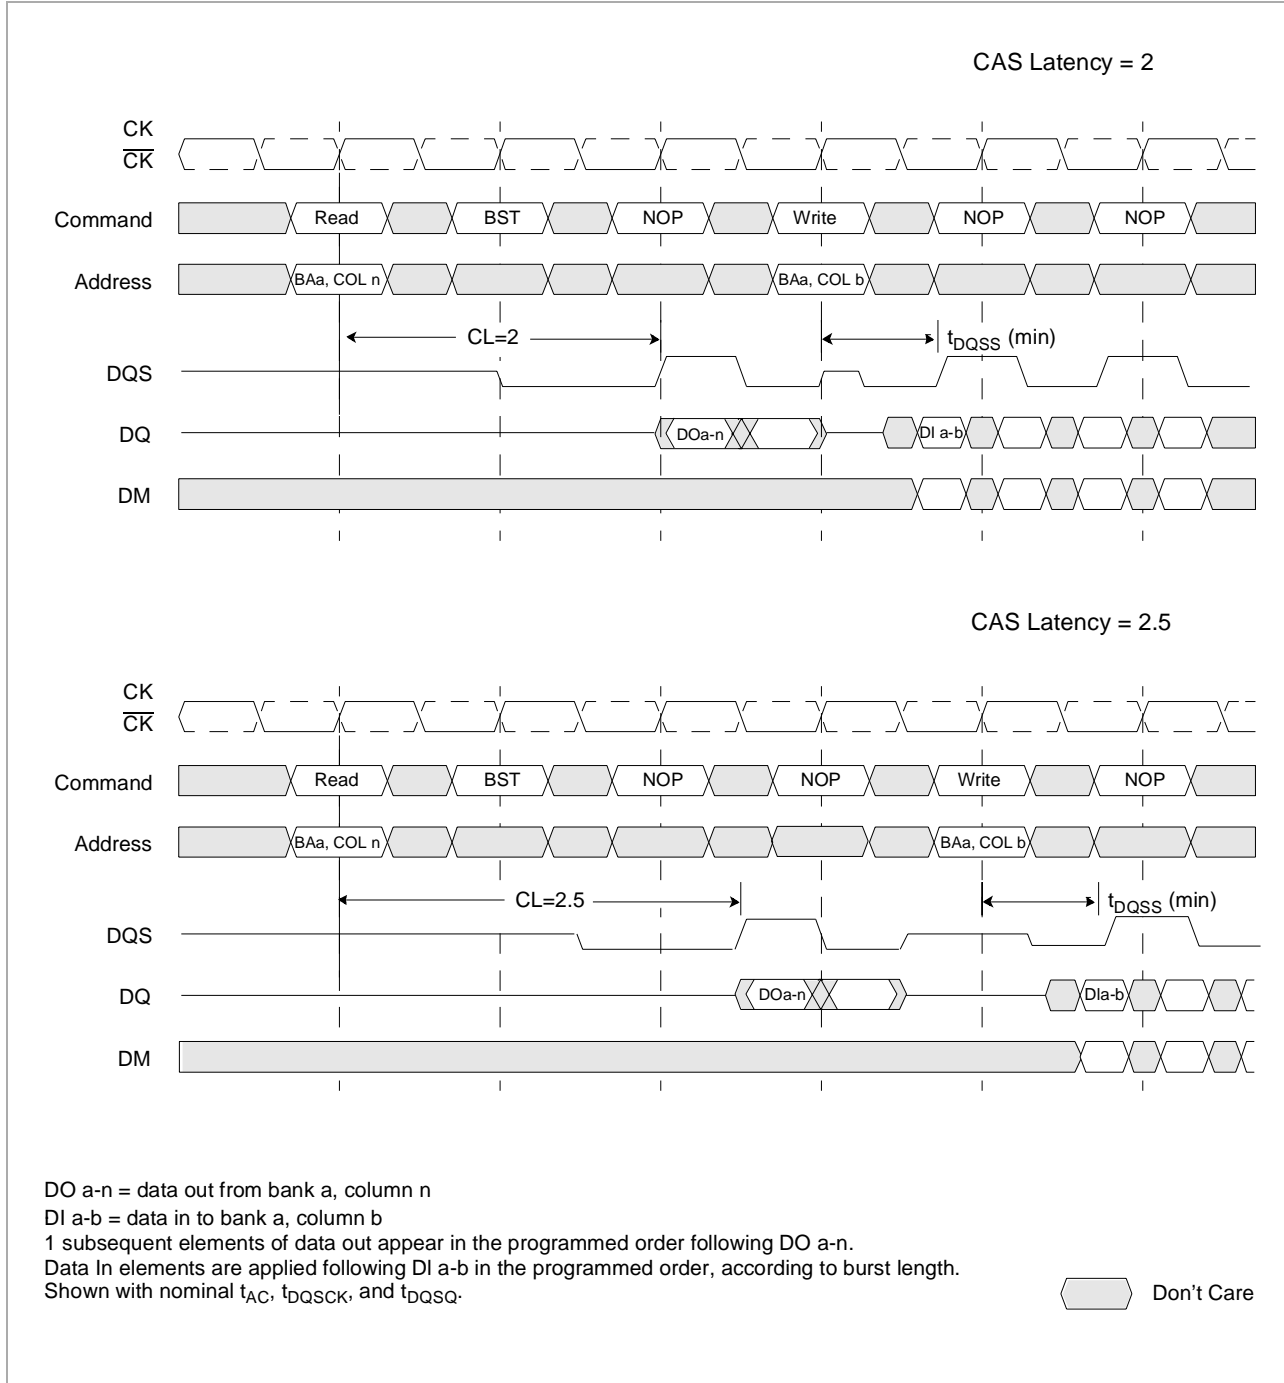 CAS Latency = 2
CK
CK
Command Read BST NOP Write NOP NOP
Address BAa, COL n BAa, COL b
CL=2 tDQSS (min)
DQS
DQ DOa-n DI a-b
DM
CAS Latency = 2.5
CK
CK
Command Read BST NOP NOP Write NOP
Address BAa, COL n BAa, COL b
CL=2.5 tDQSS (min)
DQS
DQ DOa-n DIa-b
DM
DO a-n = data out from bank a, column n
DI a-b = data in to bank a, column b
1 subsequent elements of data out appear in the programmed order following DO a-n.
Data In elements are applied following DI a-b in the programmed order, according to burst length.
Shown with nominal tAC, tDQSCK, and tDQSQ.
Don't Care